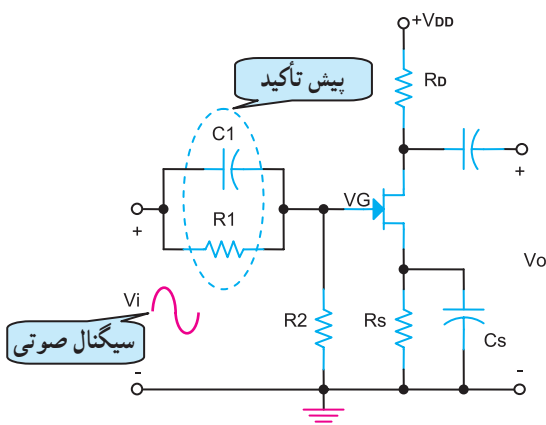 +VDD
RD
پیش تأکید
C1
+
VG
R1
+
Vo
Vi
سیگنال صوتی
R2
Rs
Cs
-
-